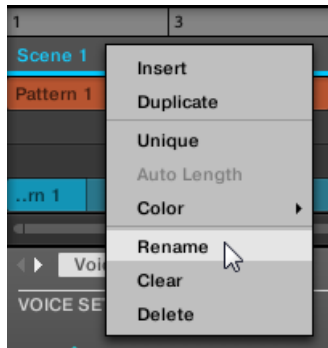 1 3
Scene 1
Pattern 1
..rn 1
Voi
VOICE SE
Insert
Duplicate
Unique
Auto Length
Color
Rename
Clear
Delete